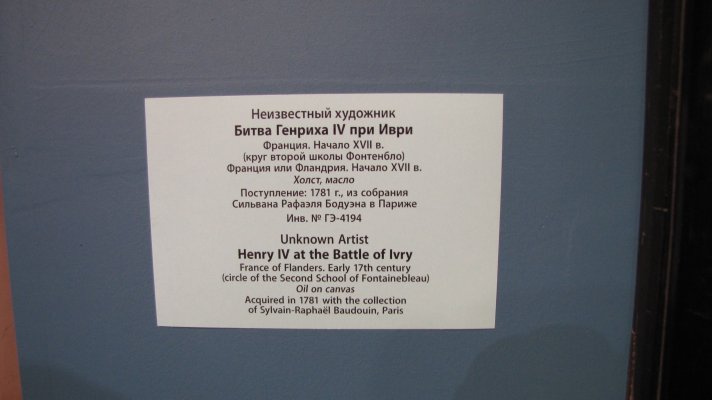 Неизвестный художник
Битва Генриха IV при Иври
Франция. Начало XVII в.
(круг второй школы Фонтенбло)
Франция или Фландрия. Начало XVII в.
Холст, масло
Поступление: 1781 г., из собрания
Сильвана Рафаэля Бодуэна в Париже
Инв. № ГЭ-4194
Unknown Artist
Henry IV at the Battle of Ivry
France of Flanders. Early 17th century
(circle of the Second School of Fontainebleau)
Oil on canvas
Acquired in 1781 with the collection
of Sylvain-Raphaël Baudouin, Paris